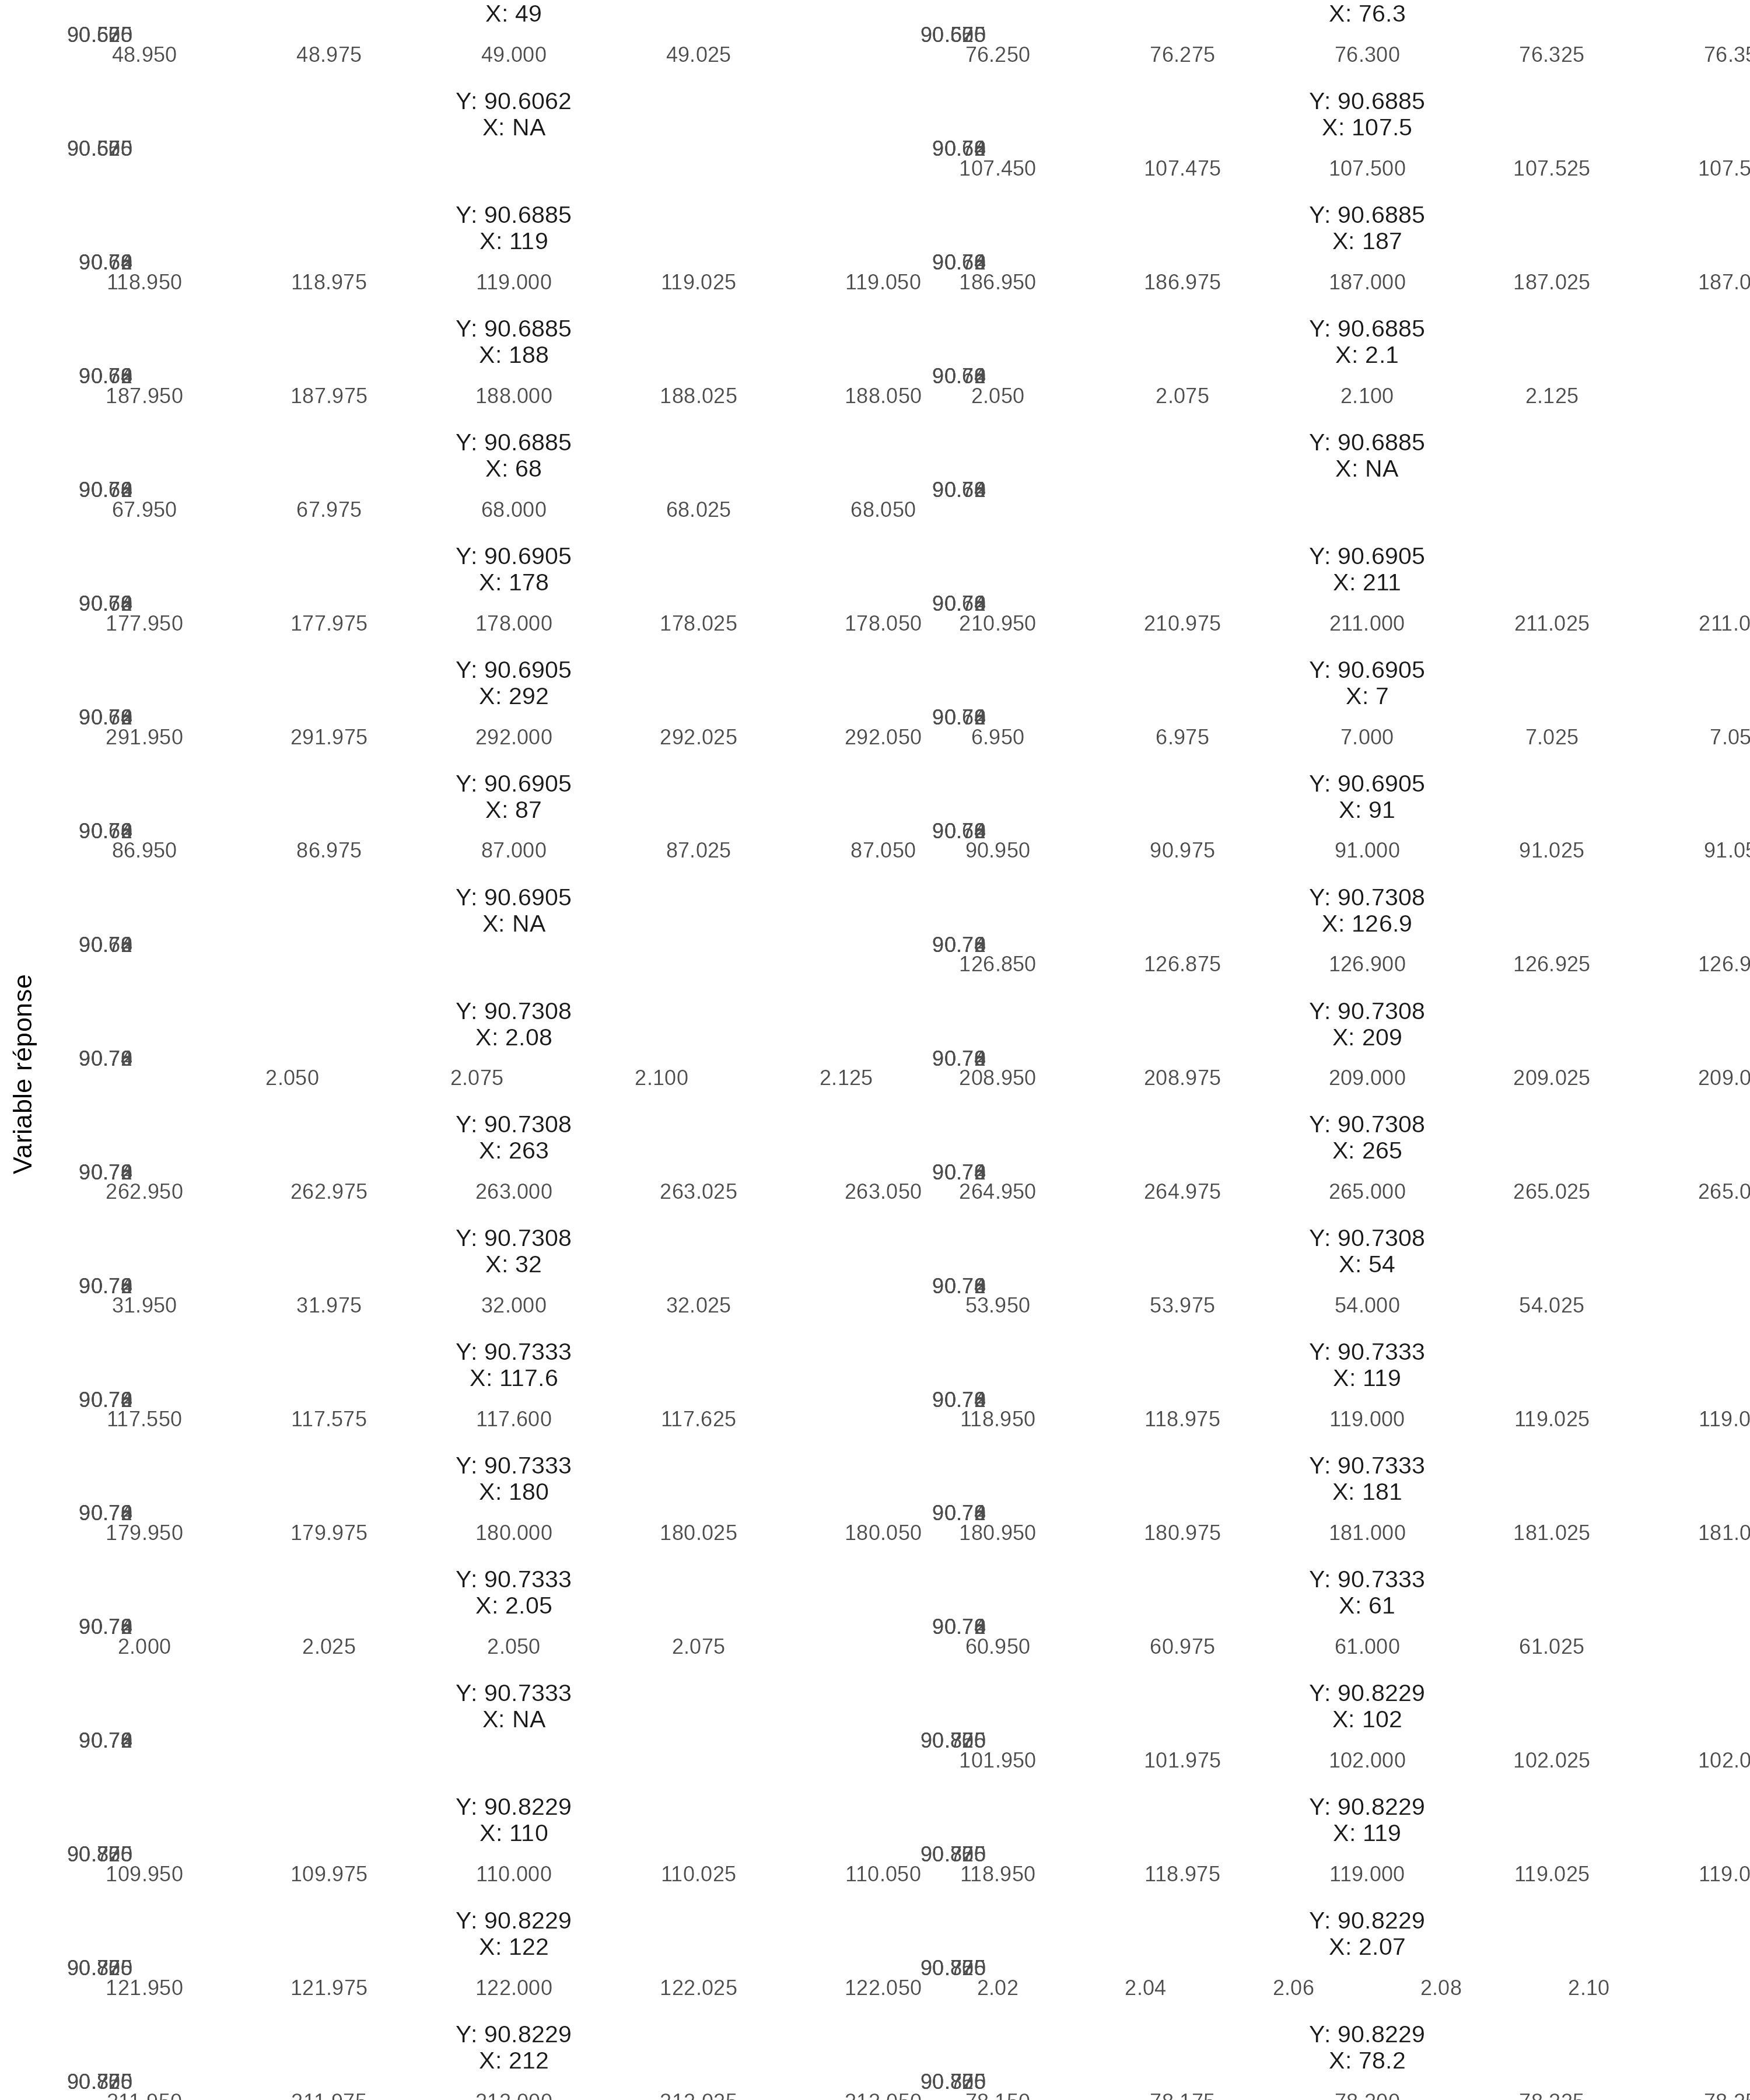 X: 49 X: 76.3
48.950 48.975 49.000 49.025 76.250 76.275 76.300 76.325
Y: 90.6062 Y: 90.6885
X: NA X: 107.5
107.450 107.475 107.500 107.525
Y: 90.6885 Y: 90.6885
X: 119 X: 187
118.950 118.975 119.000 119.025 119.050 186.950 186.975 187.000 187.025
Y: 90.6885 Y: 90.6885
X: 188 X: 2.1
187.950 187.975 188.000 188.025 188.050 2.050 2.075 2.100 2.125
Y: 90.6885 Y: 90.6885
X: 68 X: NA
67.950 67.975 68.000 68.025 68.050
Y: 90.6905 Y: 90.6905
X: 178 X: 211
177.950 177.975 178.000 178.025 178.050 210.950 210.975 211.000 211.025
Y: 90.6905 Y: 90.6905
X: 292 X: 7
291.950 291.975 292.000 292.025 292.050 6.950 6.975 7.000 7.025
Y: 90.6905 Y: 90.6905
X: 87 X: 91
86.950 86.975 87.000 87.025 87.050 90.950 90.975 91.000 91.025
Y: 90.6905 Y: 90.7308
X: NA X: 126.9
126.850 126.875 126.900 126.925
Variable réponse
Y: 90.7308 Y: 90.7308
X: 2.08 X: 209
2.050 2.075 2.100 2.125 208.950 208.975 209.000 209.025
Y: 90.7308 Y: 90.7308
X: 263 X: 265
262.950 262.975 263.000 263.025 263.050 264.950 264.975 265.000 265.025
Y: 90.7308 Y: 90.7308
X: 32 X: 54
31.950 31.975 32.000 32.025 53.950 53.975 54.000 54.025
Y: 90.7333 Y: 90.7333
X: 117.6 X: 119
117.550 117.575 117.600 117.625 118.950 118.975 119.000 119.025
Y: 90.7333 Y: 90.7333
X: 180 X: 181
179.950 179.975 180.000 180.025 180.050 180.950 180.975 181.000 181.025
Y: 90.7333 Y: 90.7333
X: 2.05 X: 61
2.000 2.025 2.050 2.075 60.950 60.975 61.000 61.025
Y: 90.7333 Y: 90.8229
X: NA X: 102
101.950 101.975 102.000 102.025
Y: 90.8229 Y: 90.8229
X: 110 X: 119
109.950 109.975 110.000 110.025 110.050 118.950 118.975 119.000 119.025
Y: 90.8229 Y: 90.8229
X: 122 X: 2.07
121.950 121.975 122.000 122.025 122.050 2.02 2.04 2.06 2.08 2.10
Y: 90.8229 Y: 90.8229
X: 212 X: 78.2